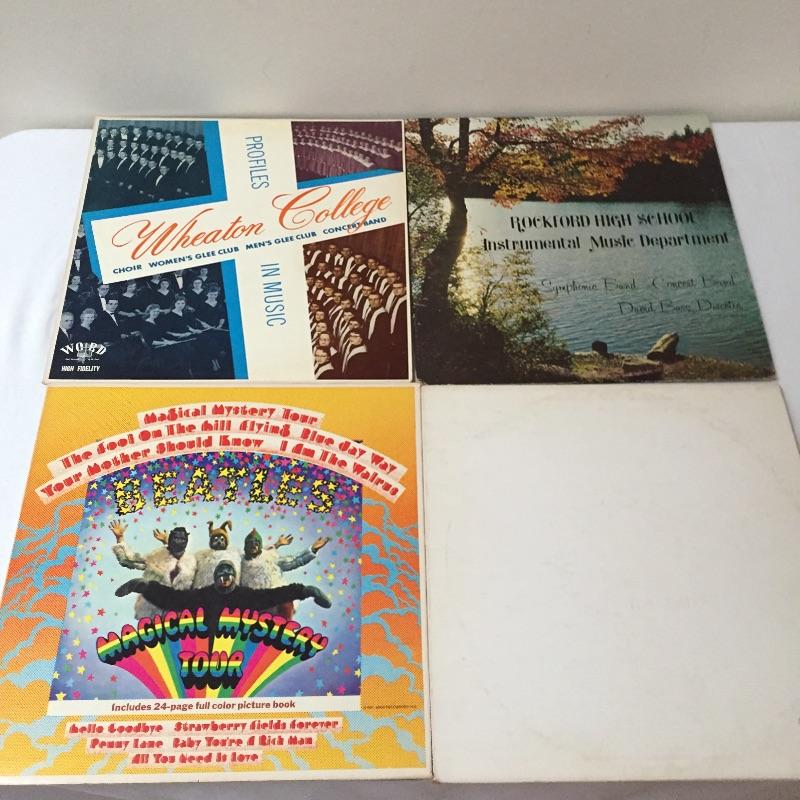 PROFILES IN MUSIC
Wheaton College
CHOIR WOMEN'S GLEE CLUB MEN'S GLEE CLUB CONCERT BAND
WORD
HIGH FIDELITY
ROCKFORD HIGH SCHOOL
Instrumental Music Department
Symphonic Band Concert Band
Director
Magical Mystery Tour
The Fool On The Hill Flying Blue Jay Way
Your Mother Should Know I Am The Walrus
BEATLES
MAGICAL MYSTERY
TOUR
Includes 24-page full color picture book
Hello Goodbye Strawberry Fields Forever
Penny Lane Baby You're A Rich Man
All You Need Is Love